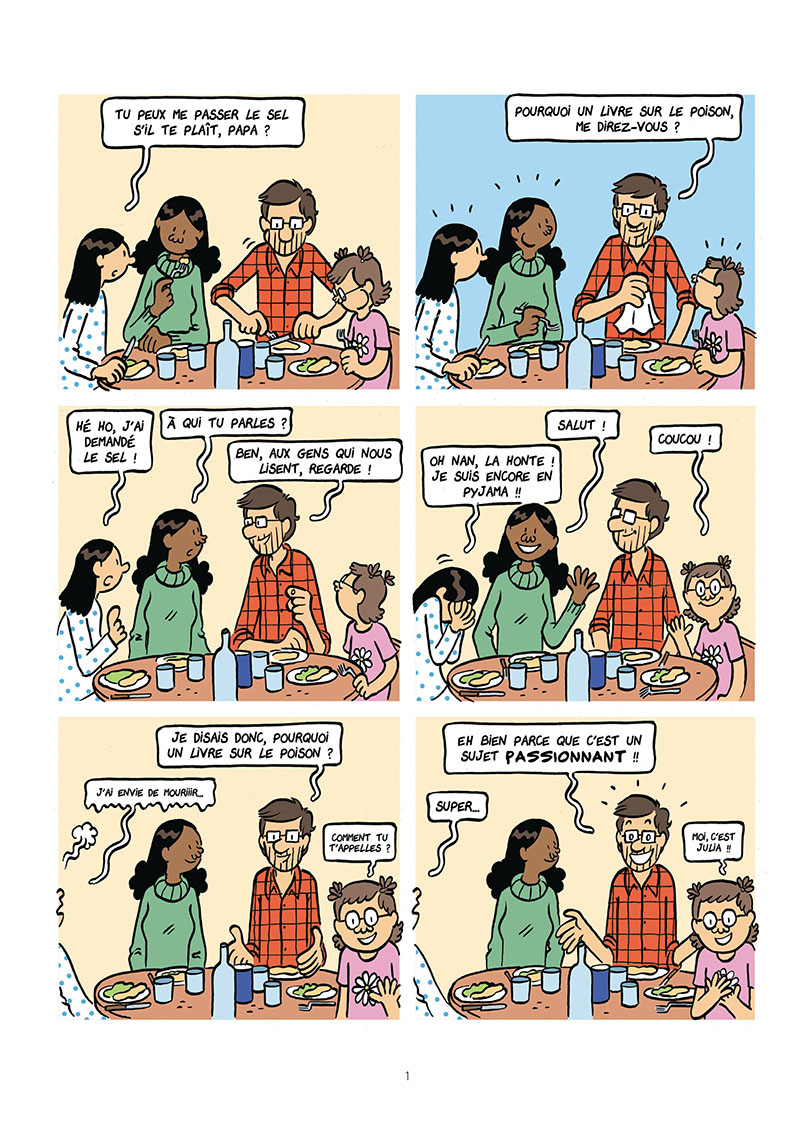 TU PEUX ME PASSER LE SEL
S'IL TE PLAÎT, PAPA ?
POURQUOI UN LIVRE SUR LE POISON,
ME DIREZ-VOUS ?
HÉ HO, J'AI
DEMANDÉ
LE SEL !
À QUI TU PARLES ?
BEN, AUX GENS QUI NOUS
LISENT, REGARDE !
OH NAN, LA HONTE !
JE SUIS ENCORE EN
PYJAMA !!
SALUT !
COUCOU !
JE DISAIS DONC, POURQUOI
UN LIVRE SUR LE POISON ?
J'AI ENVIE DE MOURIIIR...
COMMENT TU
T'APPELLES ?
EH BIEN PARCE QUE C'EST UN
SUJET PASSIONNANT !!
SUPER...
MOI, C'EST
JULIA !!
1